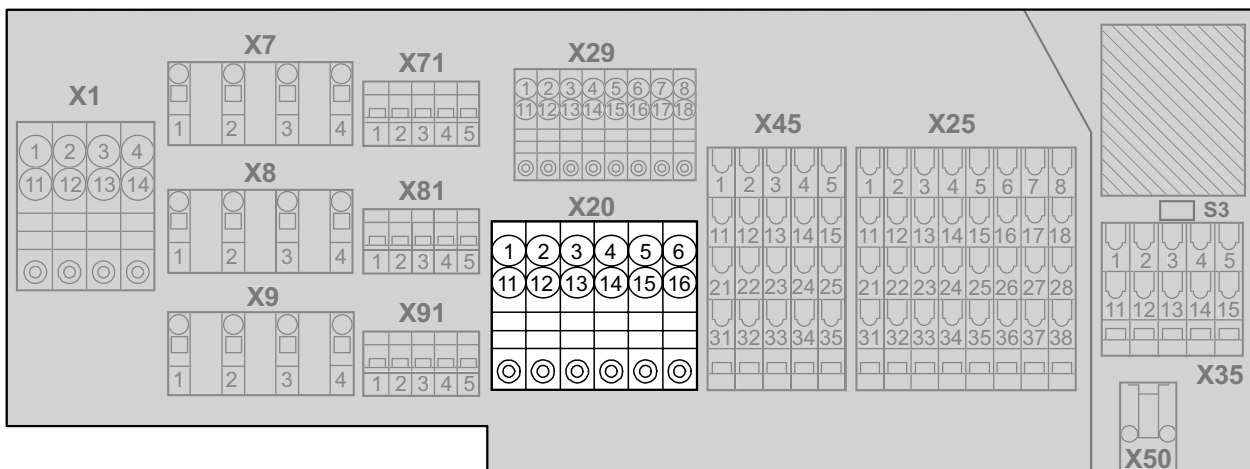 X1
1 2 3 4
11 12 13 14
X7
1 2 3 4
X8
1 2 3 4
X9
1 2 3 4
X71
1 2 3 4 5
X81
1 2 3 4 5
X91
1 2 3 4 5
X29
1 2 3 4 5 6 7 8
11 12 13 14 15 16 17 18
X20
1 2 3 4 5 6
11 12 13 14 15 16
X45
1 2 3 4 5
11 12 13 14 15
21 22 23 24 25
31 32 33 34 35
X25
1 2 3 4 5 6 7 8
11 12 13 14 15 16 17 18
21 22 23 24 25 26 27 28
31 32 33 34 35 36 37 38
S3
1 2 3 4 5
11 12 13 14 15
X35
X50